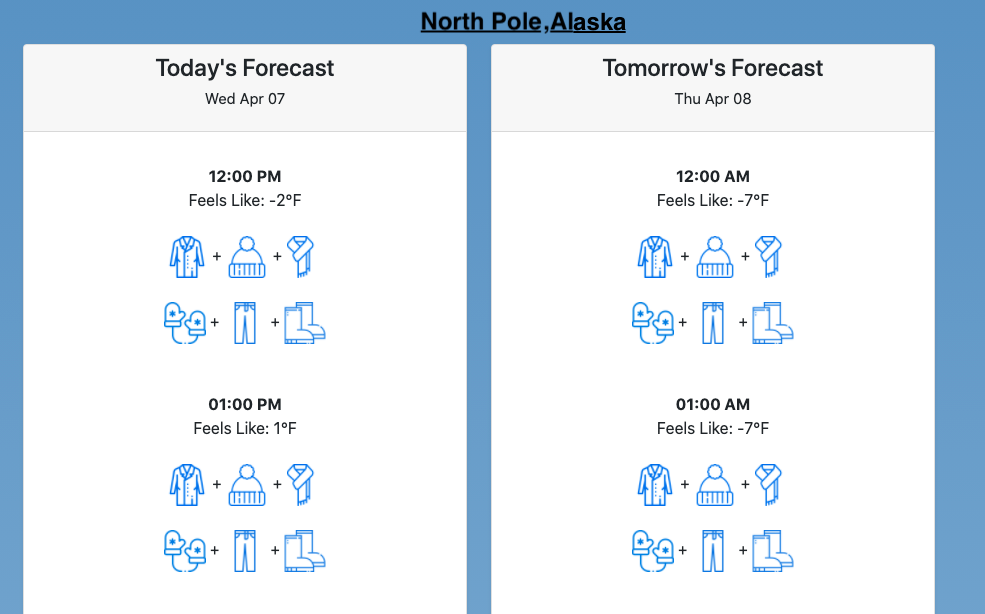 North Pole,Alaska
Today's Forecast
Wed Apr 07
12:00 PM
Feels Like: -2°F
+ +
+ +
01:00 PM
Feels Like: 1°F
+ +
+ +
Tomorrow's Forecast
Thu Apr 08
12:00 AM
Feels Like: -7°F
+ +
+ +
01:00 AM
Feels Like: -7°F
+ +
+ +